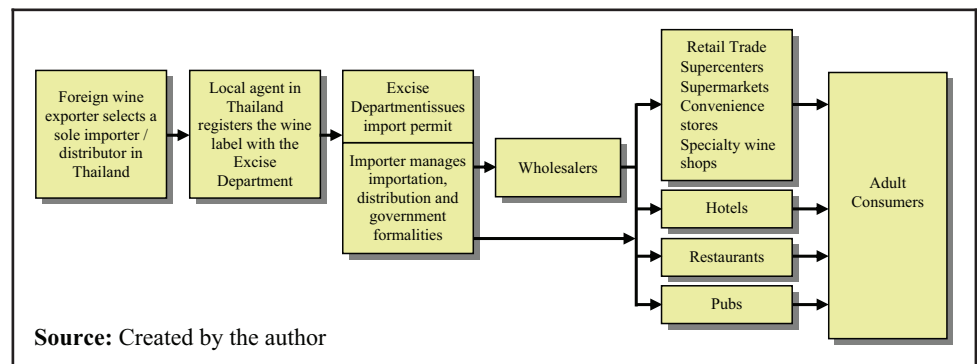 Foreign wine
exporter selects a
sole importer /
distributor in
Thailand
Local agent in
Thailand
registers the wine
label with the
Excise
Department
Excise
Departmentissues
import permit
Importer manages
importation,
distribution and
government
formalities
Wholesalers
Retail Trade
Supercenters
Supermarkets
Convenience
stores
Specialty wine
shops
Hotels
Restaurants
Pubs
Adult
Consumers
Source: Created by the author